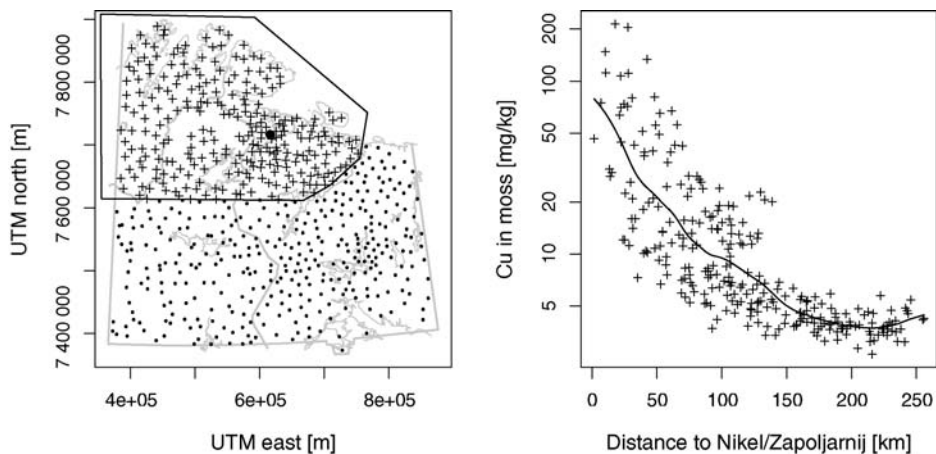 UTM north [m]
7 800 000
7 600 000
7 400 000
4e+05
6e+05
8e+05
UTM east [m]
Cu in moss [mg/kg]
200
100
50
20
10
5
0
50
100
150
200
250
Distance to Nikel/Zapoljarnij [km]